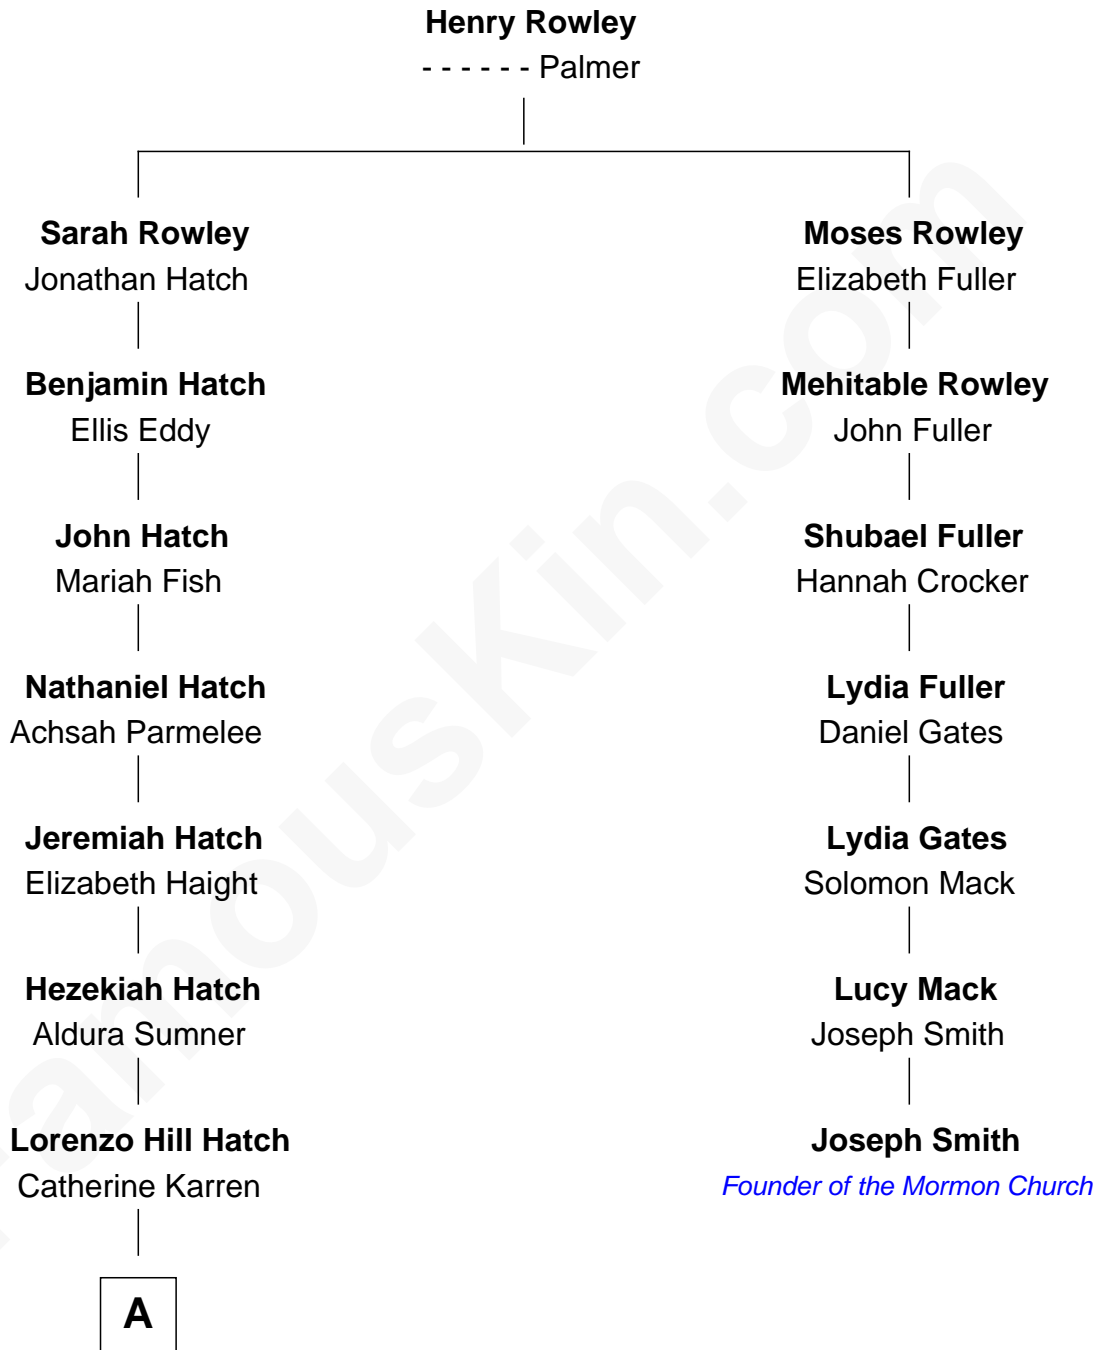 Henry Rowley
- - - - - - Palmer
Sarah Rowley
Jonathan Hatch
Moses Rowley
Elizabeth Fuller
Benjamin Hatch
Ellis Eddy
Mehitable Rowley
John Fuller
John Hatch
Mariah Fish
Shubael Fuller
Hannah Crocker
Nathaniel Hatch
Achsah Parmelee
Lydia Fuller
Daniel Gates
Jeremiah Hatch
Elizabeth Haight
Lydia Gates
Solomon Mack
Hezekiah Hatch
Aldura Sumner
Lucy Mack
Joseph Smith
Lorenzo Hill Hatch
Catherine Karren
Joseph Smith
Founder of the Mormon Church
A
FamousKin.com